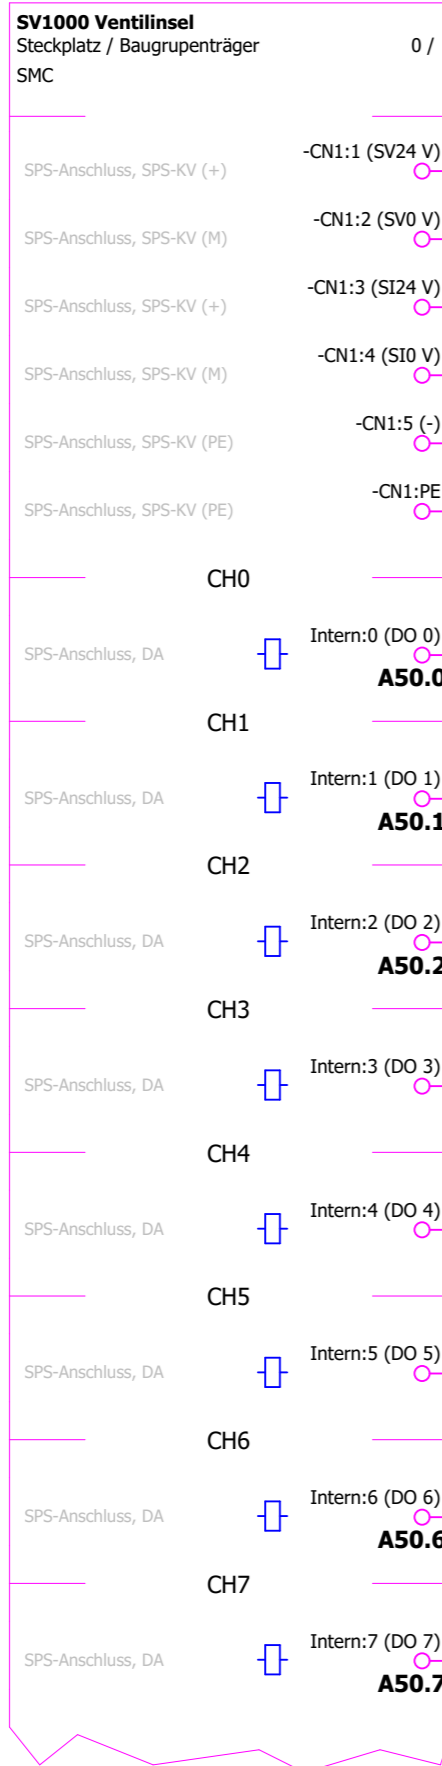 SV1000 Ventilinsel
Steckplatz / Baugrupenträger 0 /
SMC
-CN1:1 (SV24 V)
SPS-Anschluss, SPS-KV (+)
-CN1:2 (SV0 V)
SPS-Anschluss, SPS-KV (M)
-CN1:3 (SI24 V)
SPS-Anschluss, SPS-KV (+)
-CN1:4 (SI0 V)
SPS-Anschluss, SPS-KV (M)
-CN1:5 (-)
SPS-Anschluss, SPS-KV (PE)
-CN1:PE
SPS-Anschluss, SPS-KV (PE)
CH0
Intern:0 (DO 0)
SPS-Anschluss, DA
A50.0
CH1
Intern:1 (DO 1)
SPS-Anschluss, DA
A50.1
CH2
Intern:2 (DO 2)
SPS-Anschluss, DA
A50.2
CH3
Intern:3 (DO 3)
SPS-Anschluss, DA
CH4
Intern:4 (DO 4)
SPS-Anschluss, DA
CH5
Intern:5 (DO 5)
SPS-Anschluss, DA
CH6
Intern:6 (DO 6)
SPS-Anschluss, DA
A50.6
CH7
Intern:7 (DO 7)
SPS-Anschluss, DA
A50.7